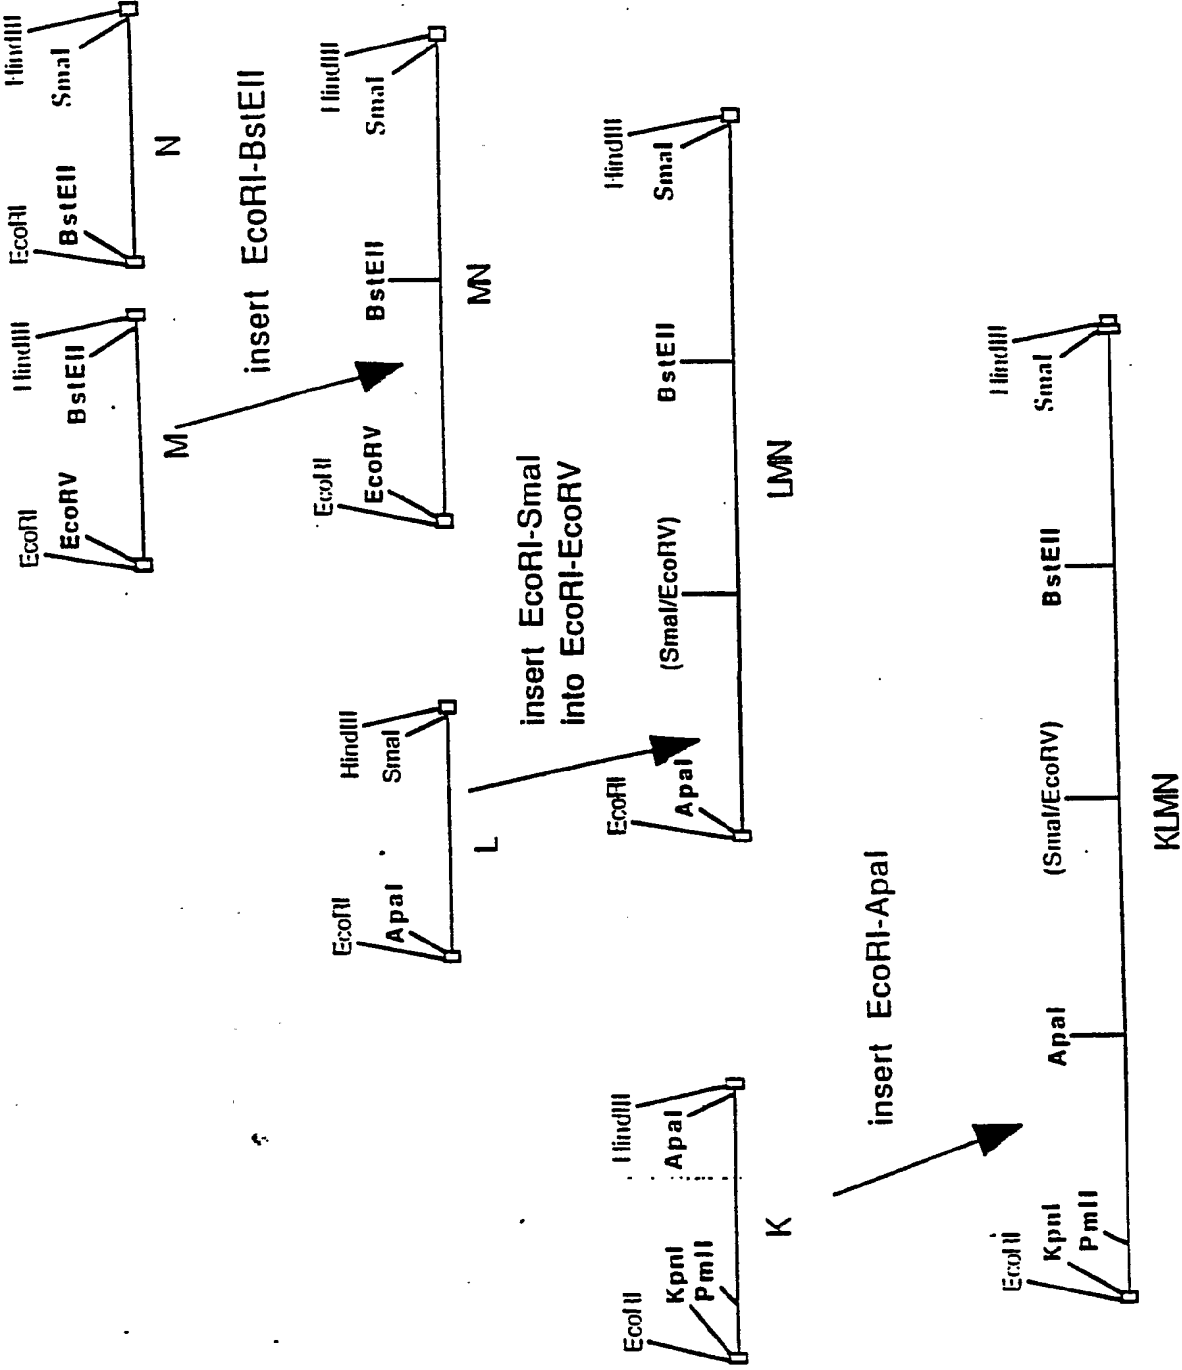 EcoRI
EcoRV
BstEII
HindIII
M
EcoRI
BstEII
SmaI
HindIII
N
insert EcoRI-BstEII
EcoRI
ApaI
SmaI
HindIII
L
EcoRI
EcoRV
BstEII
SmaI
HindIII
MN
insert EcoRI-SmaI
into EcoRI-EcoRV
EcoRI
KpnI
PmlI
ApaI
HindIII
K
EcoRI
ApaI
(SmaI/EcoRV)
BstEII
SmaI
HindIII
LMN
insert EcoRI-ApaI
EcoRI
KpnI
PmlI
ApaI
(SmaI/EcoRV)
BstEII
SmaI
HindIII
KLMN